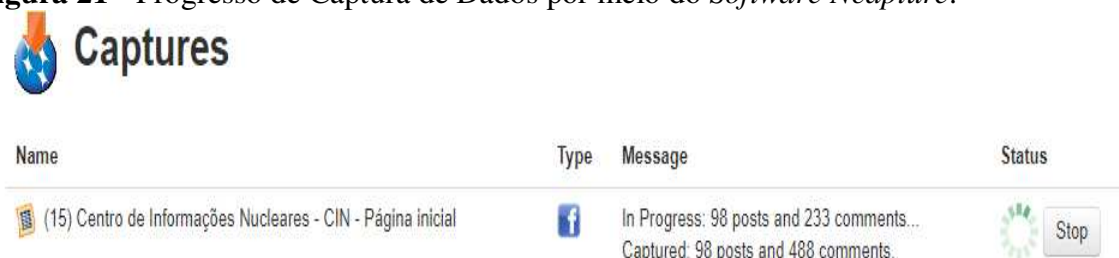 gura 21 - Progresso de Captura de Dados por meio do Software Ncapture.
Captures
Name Type Message Status
(15) Centro de Informações Nucleares - CIN - Página inicial In Progress: 98 posts and 233 comments... Stop
Captured: 98 posts and 488 comments.